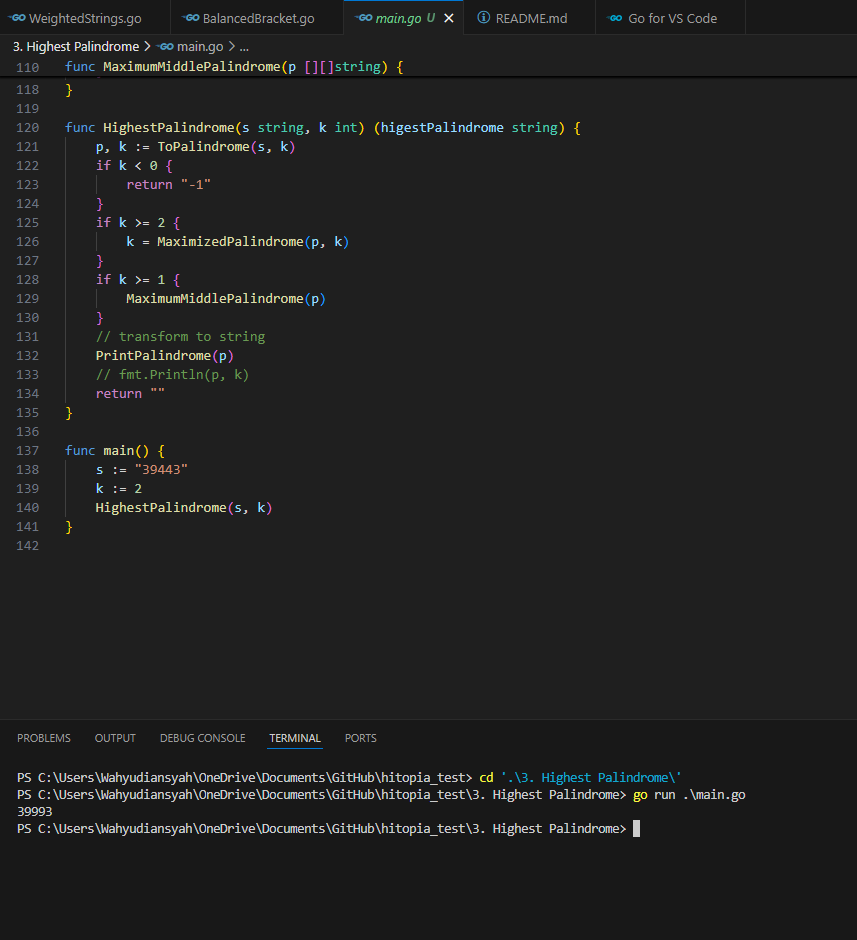 WeightedStrings.go BalancedBracket.go main.go U README.md Go for VS Code
3. Highest Palindrome > main.go > ...
110 func MaximumMiddlePalindrome(p [][]string) {
118 }
119
120 func HighestPalindrome(s string, k int) (higestPalindrome string) {
121 p, k := ToPalindrome(s, k)
122 if k < 0 {
123 return "-1"
124 }
125 if k >= 2 {
126 k = MaximizedPalindrome(p, k)
127 }
128 if k >= 1 {
129 MaximumMiddlePalindrome(p)
130 }
131 // transform to string
132 PrintPalindrome(p)
133 // fmt.Println(p, k)
134 return ""
135 }
136
137 func main() {
138 s := "39443"
139 k := 2
140 HighestPalindrome(s, k)
141 }
142
PROBLEMS OUTPUT DEBUG CONSOLE TERMINAL PORTS
PS C:\Users\Wahyudiansyah\OneDrive\Documents\GitHub\hitopia_test> cd '.\3. Highest Palindrome\'
PS C:\Users\Wahyudiansyah\OneDrive\Documents\GitHub\hitopia_test\3. Highest Palindrome> go run .\main.go
39993
PS C:\Users\Wahyudiansyah\OneDrive\Documents\GitHub\hitopia_test\3. Highest Palindrome>